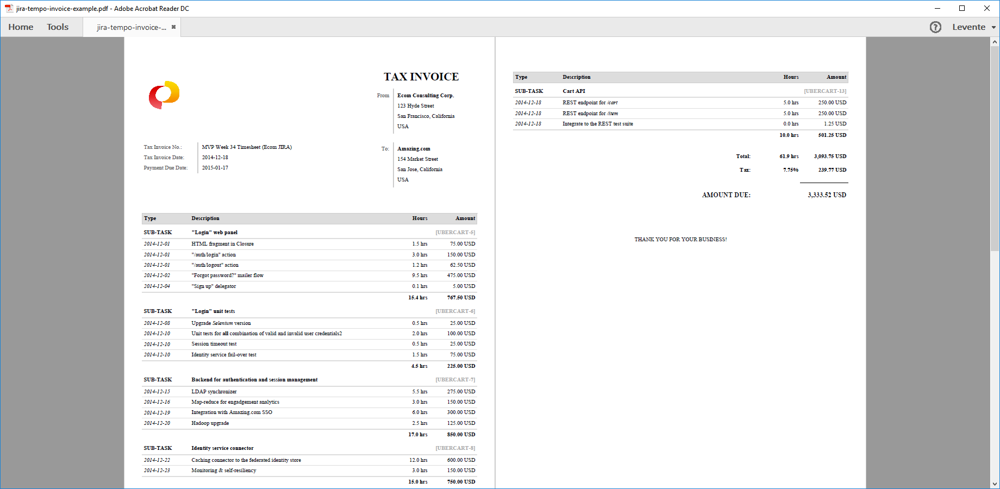 jira-tempo-invoice-example.pdf - Adobe Acrobat Reader DC
Home Tools jira-tempo-invoice-... Levente
TAX INVOICE
From Ecom Consulting Corp.
123 Hyde Street
San Francisco, California
USA
Tax Invoice No.: MVP Week 34 Timesheet (Ecom JIRA)
Tax Invoice Date: 2014-12-18
Payment Due Date: 2015-01-17
To: Amazing.com
154 Market Street
San Jose, California
USA
Type Description Hours Amount
SUB-TASK "Login" web panel [UBERCART-5]
2014-12-01 HTML fragment in Closure 1.5 hrs 75.00 USD
2014-12-01 "/auth/login" action 3.0 hrs 150.00 USD
2014-12-01 "/auth/logout" action 1.2 hrs 62.50 USD
2014-12-02 "Forgot password?" mailer flow 9.5 hrs 475.00 USD
2014-12-04 "Sign up" delegator 0.1 hrs 5.00 USD
15.4 hrs 767.50 USD
SUB-TASK "Login" unit tests [UBERCART-6]
2014-12-08 Upgrade Selenium version 0.5 hrs 25.00 USD
2014-12-10 Unit tests for all combination of valid and invalid user credentials2 2.0 hrs 100.00 USD
2014-12-10 Session timeout test 0.5 hrs 25.00 USD
2014-12-10 Identity service fail-over test 1.5 hrs 75.00 USD
4.5 hrs 225.00 USD
SUB-TASK Backend for authentication and session management [UBERCART-7]
2014-12-15 LDAP synchronizer 5.5 hrs 275.00 USD
2014-12-16 Map-reduce for engadgement analytics 3.0 hrs 150.00 USD
2014-12-19 Integration with Amazing.com SSO 6.0 hrs 300.00 USD
2014-12-20 Hadoop upgrade 2.5 hrs 125.00 USD
17.0 hrs 850.00 USD
SUB-TASK Identity service connector [UBERCART-8]
2014-12-22 Caching connector to the federated identity store 12.0 hrs 600.00 USD
2014-12-23 Monitoring & self-resiliency 3.0 hrs 150.00 USD
15.0 hrs 750.00 USD
Type Description Hours Amount
SUB-TASK Cart API [UBERCART-13]
2014-12-18 REST endpoint for /cart 5.0 hrs 250.00 USD
2014-12-18 REST endpoint for /item 5.0 hrs 250.00 USD
2014-12-18 Integrate to the REST test suite 0.0 hrs 1.25 USD
10.0 hrs 501.25 USD
Total: 61.9 hrs 3,093.75 USD
Tax: 7.75% 239.77 USD
AMOUNT DUE: 3,333.52 USD
THANK YOU FOR YOUR BUSINESS!